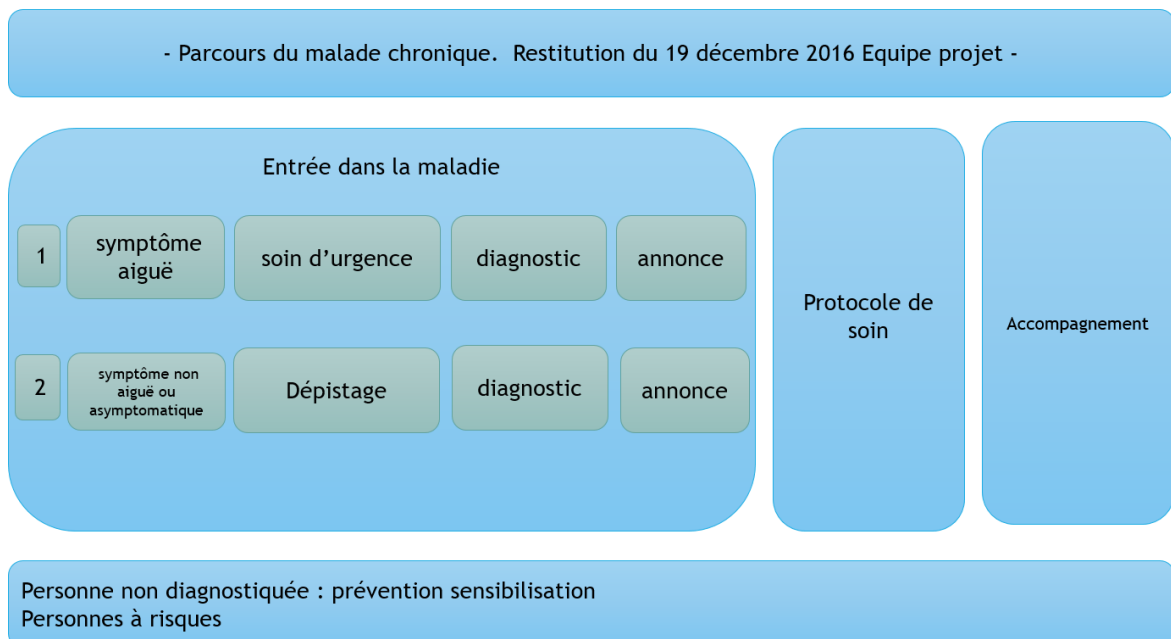 - Parcours du malade chronique.  Restitution du 19 décembre 2016 Equipe projet -
Entrée dans la maladie
1
symptôme
aiguë
soin d’urgence
diagnostic
annonce
2
symptôme non
aiguë ou
asymptomatique
Dépistage
diagnostic
annonce
Protocole de
soin
Accompagnement
Personne non diagnostiquée : prévention sensibilisation
Personnes à risques